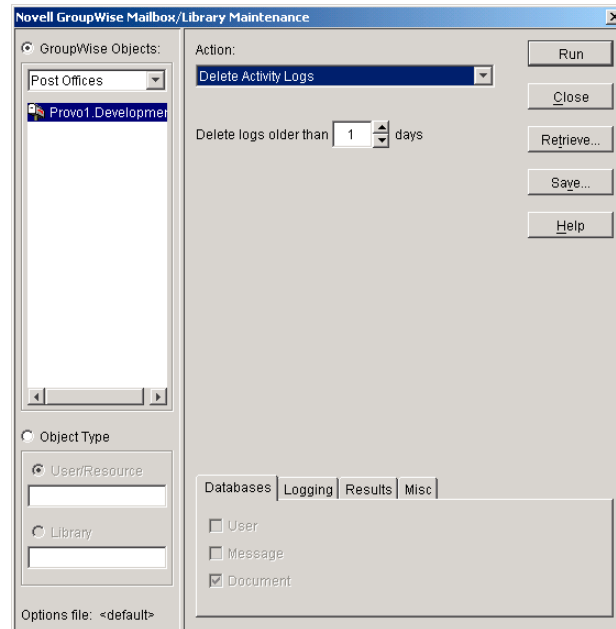 Novell GroupWise Mailbox/Library Maintenance
GroupWise Objects:
Post Offices
Provo1.Developmer
Object Type
User/Resource
Library
Options file: <default>
Action:
Delete Activity Logs
Delete logs older than 1 days
Databases Logging Results Misc
User
Message
Document
Run
Close
Retrieve...
Save...
Help